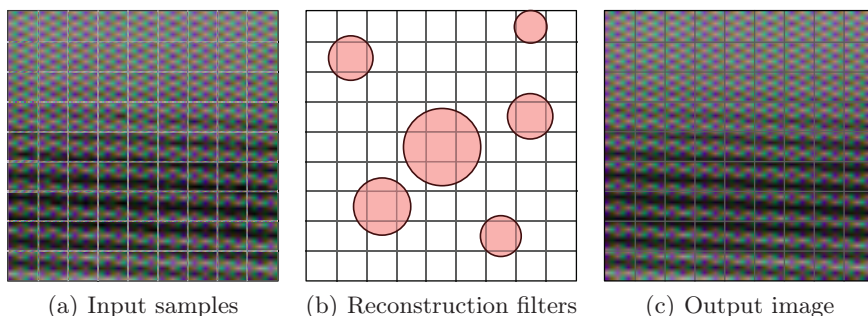 (a) Input samples
(b) Reconstruction filters
(c) Output image